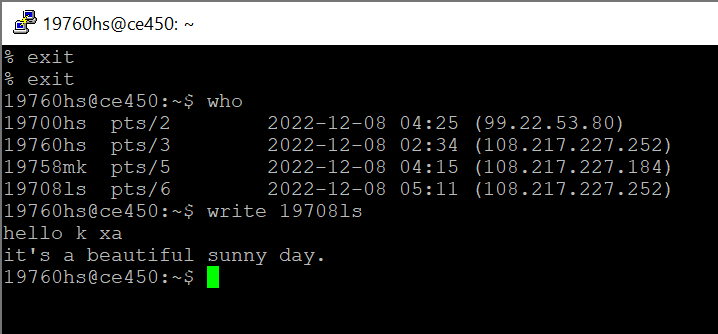 19760hs@ce450: ~
% exit
% exit
19760hs@ce450:~$ who
19700hs  pts/2        2022-12-08 04:25 (99.22.53.80)
19760hs  pts/3        2022-12-08 02:34 (108.217.227.252)
19758mk  pts/5        2022-12-08 04:15 (108.217.227.184)
19708ls  pts/6        2022-12-08 05:11 (108.217.227.252)
19760hs@ce450:~$ write 19708ls
hello k xa
it's a beautiful sunny day.
19760hs@ce450:~$